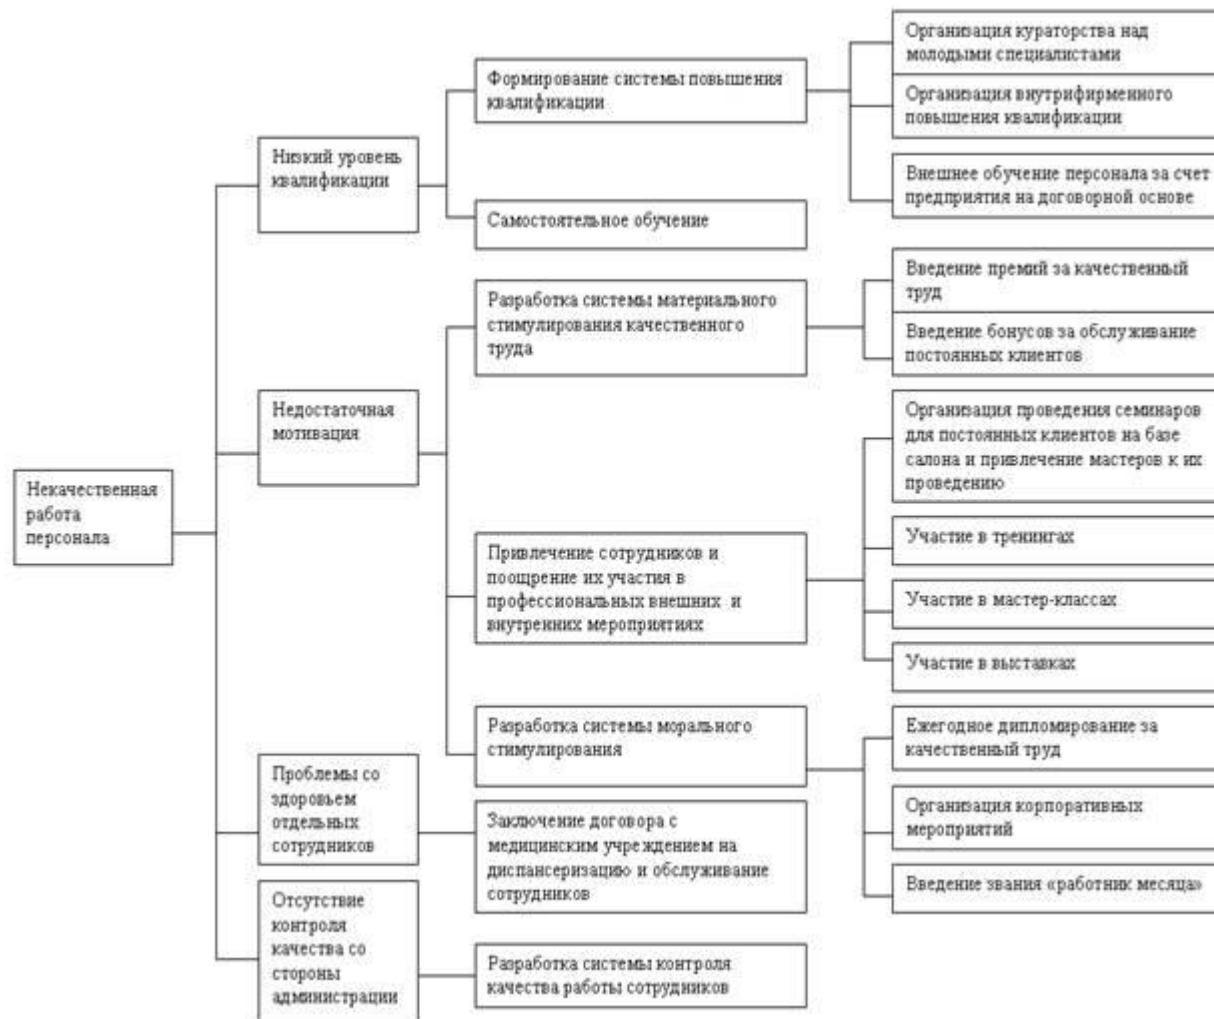 Некачественная
работа
персонала
Низкий уровень
квалификации
Недостаточная
мотивация
Проблемы со
здоровьем
отдельных
сотрудников
Отсутствие
контроля
качества со
стороны
администрации
Формирование системы повышения
квалификации
Самостоятельное обучение
Разработка системы материального
стимулирования качественного
труда
Привлечение сотрудников и
поощрение их участия в
профессиональных внешних и
внутренних мероприятиях
Разработка системы морального
стимулирования
Заключение договора с
медицинским учреждением на
диспансеризацию и обслуживание
сотрудников
Разработка системы контроля
качества работы сотрудников
Организация кураторства над
молодыми специалистами
Организация внутрифирменного
повышения квалификации
Внешнее обучение персонала за счет
предприятия на договорной основе
Введение премий за качественный
труд
Введение бонусов за обслуживание
постоянных клиентов
Организация проведения семинаров
для постоянных клиентов на базе
салона и привлечение мастеров к их
проведению
Участие в тренингах
Участие в мастер-классах
Участие в выставках
Ежегодное дипломирование за
качественный труд
Организация корпоративных
мероприятий
Введение звания «работник месяца»